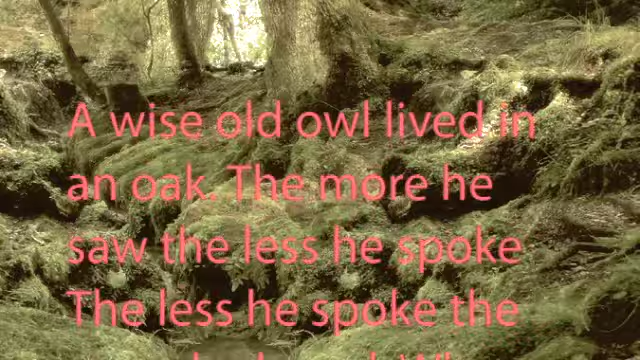 A wise old owl lived in
an oak. The more he
saw the less he spoke
The less he spoke the